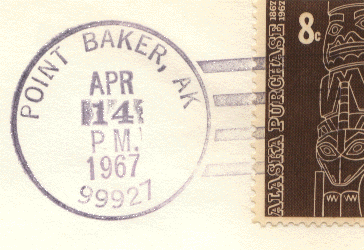 POINT BAKER, AK
APR
14
P M.
1967
99927
8c
ALASKA PURCHASE
1867
1967